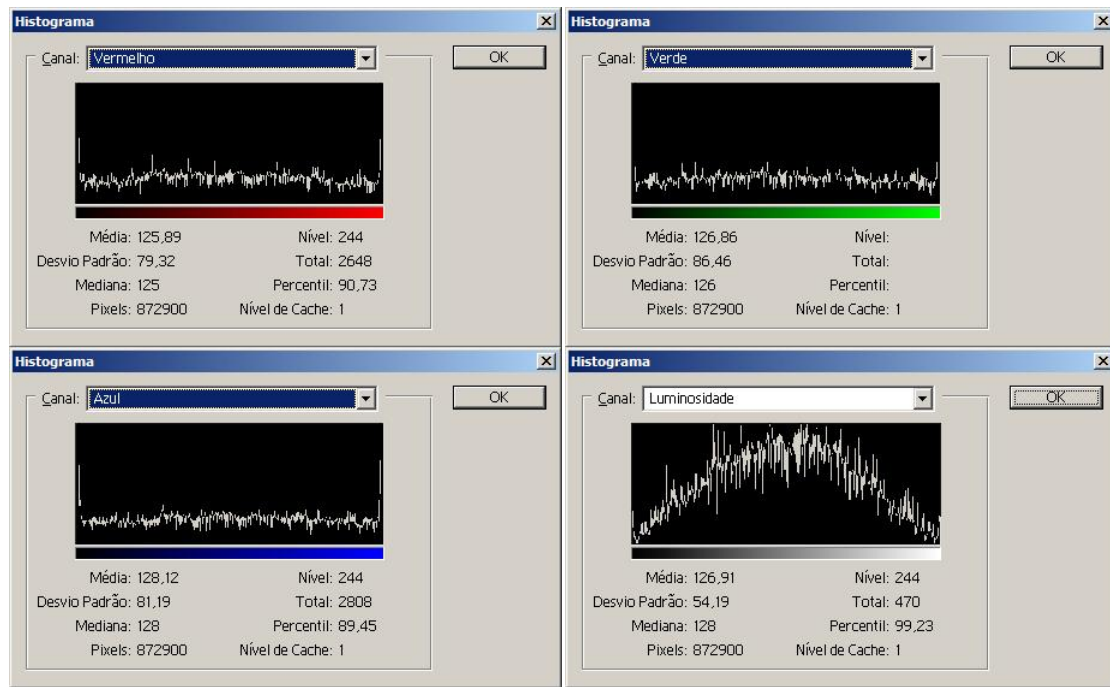 Histograma
Canal: Vermelho
OK
Média: 125,89 Nível: 244
Desvio Padrão: 79,32 Total: 2648
Mediana: 125 Percentil: 90,73
Pixels: 872900 Nível de Cache: 1
Histograma
Canal: Verde
OK
Média: 126,86 Nível:
Desvio Padrão: 86,46 Total:
Mediana: 126 Percentil:
Pixels: 872900 Nível de Cache: 1
Histograma
Canal: Azul
OK
Média: 128,12 Nível: 244
Desvio Padrão: 81,19 Total: 2808
Mediana: 128 Percentil: 89,45
Pixels: 872900 Nível de Cache: 1
Histograma
Canal: Luminosidade
OK
Média: 126,91 Nível: 244
Desvio Padrão: 54,19 Total: 470
Mediana: 128 Percentil: 99,23
Pixels: 872900 Nível de Cache: 1